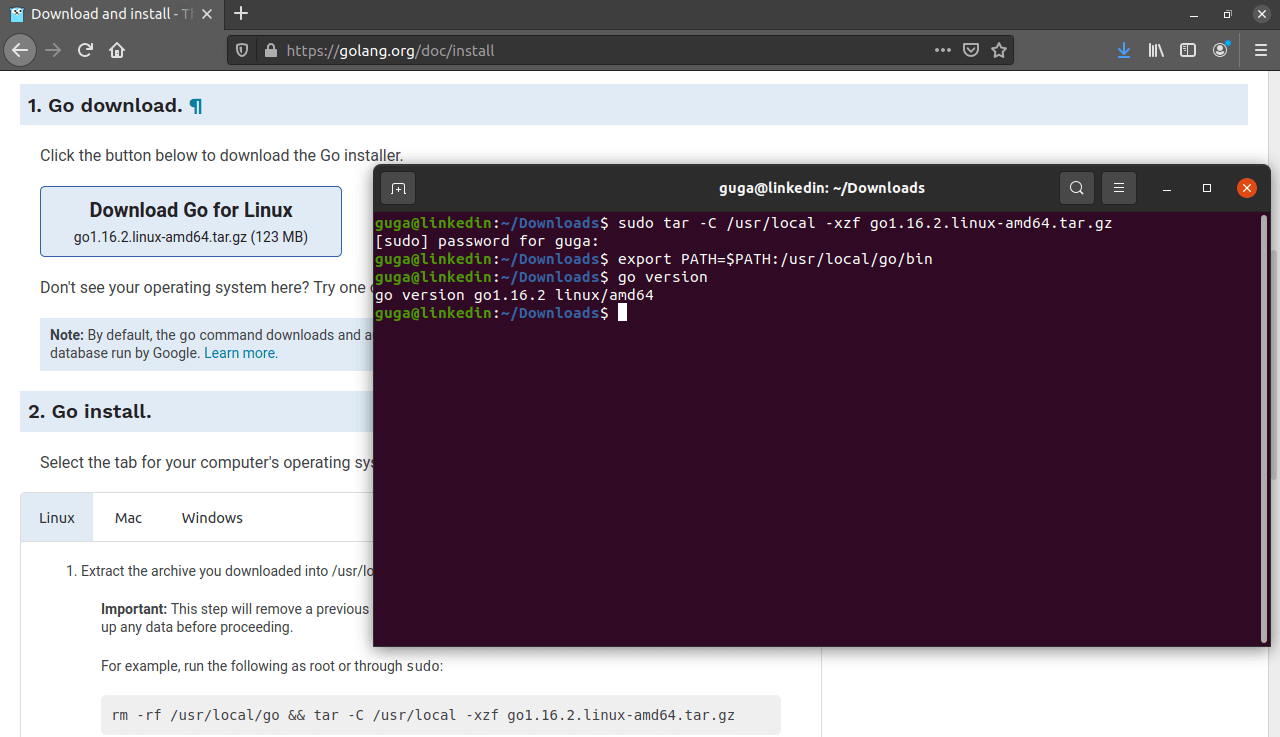 Download and install - Th
https://golang.org/doc/install
1. Go download. ¶
Click the button below to download the Go installer.
Download Go for Linux
go1.16.2.linux-amd64.tar.gz (123 MB)
Don't see your operating system here? Try one
Note: By default, the go command downloads and
database run by Google. Learn more.
2. Go install.
Select the tab for your computer's operating
Linux Mac Windows
1. Extract the archive you downloaded into /usr/lo
Important: This step will remove a previous
up any data before proceeding.
For example, run the following as root or through sudo:
rm -rf /usr/local/go && tar -C /usr/local -xzf go1.16.2.linux-amd64.tar.gz
guga@linkedin: ~/Downloads
guga@linkedin:~/Downloads$ sudo tar -C /usr/local -xzf go1.16.2.linux-amd64.tar.gz
[sudo] password for guga:
guga@linkedin:~/Downloads$ export PATH=$PATH:/usr/local/go/bin
guga@linkedin:~/Downloads$ go version
go version go1.16.2 linux/amd64
guga@linkedin:~/Downloads$